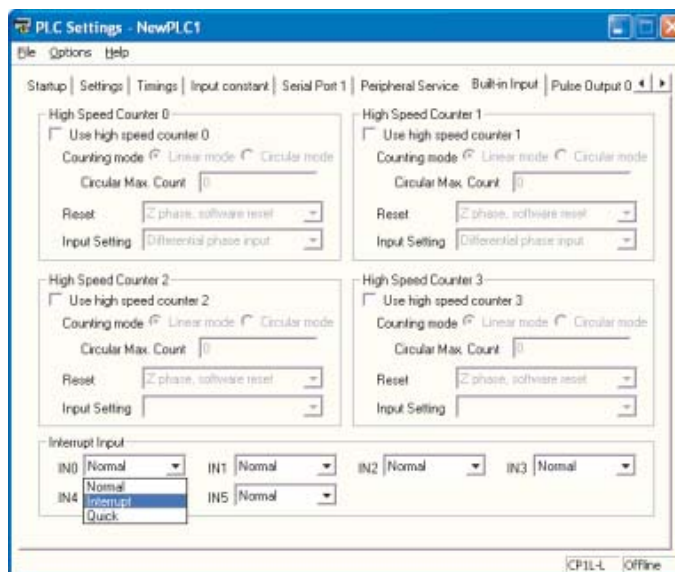 PLC Settings - NewPLC1
File Options Help
Startup Settings Timings Input constant Serial Port 1 Peripheral Service Built-in Input Pulse Output 0
High Speed Counter 0
Use high speed counter 0
Counting mode Linear mode Circular mode
Circular Max. Count 0
Reset Z phase, software reset
Input Setting Differential phase input
High Speed Counter 1
Use high speed counter 1
Counting mode Linear mode Circular mode
Circular Max. Count 0
Reset Z phase, software reset
Input Setting Differential phase input
High Speed Counter 2
Use high speed counter 2
Counting mode Linear mode Circular mode
Circular Max. Count 0
Reset Z phase, software reset
Input Setting
High Speed Counter 3
Use high speed counter 3
Counting mode Linear mode Circular mode
Circular Max. Count 0
Reset Z phase, software reset
Input Setting
Interrupt Input
IN0 Normal IN1 Normal IN2 Normal IN3 Normal
Normal
IN4 Interrupt IN5 Normal
Quick
CP1L-L Offline